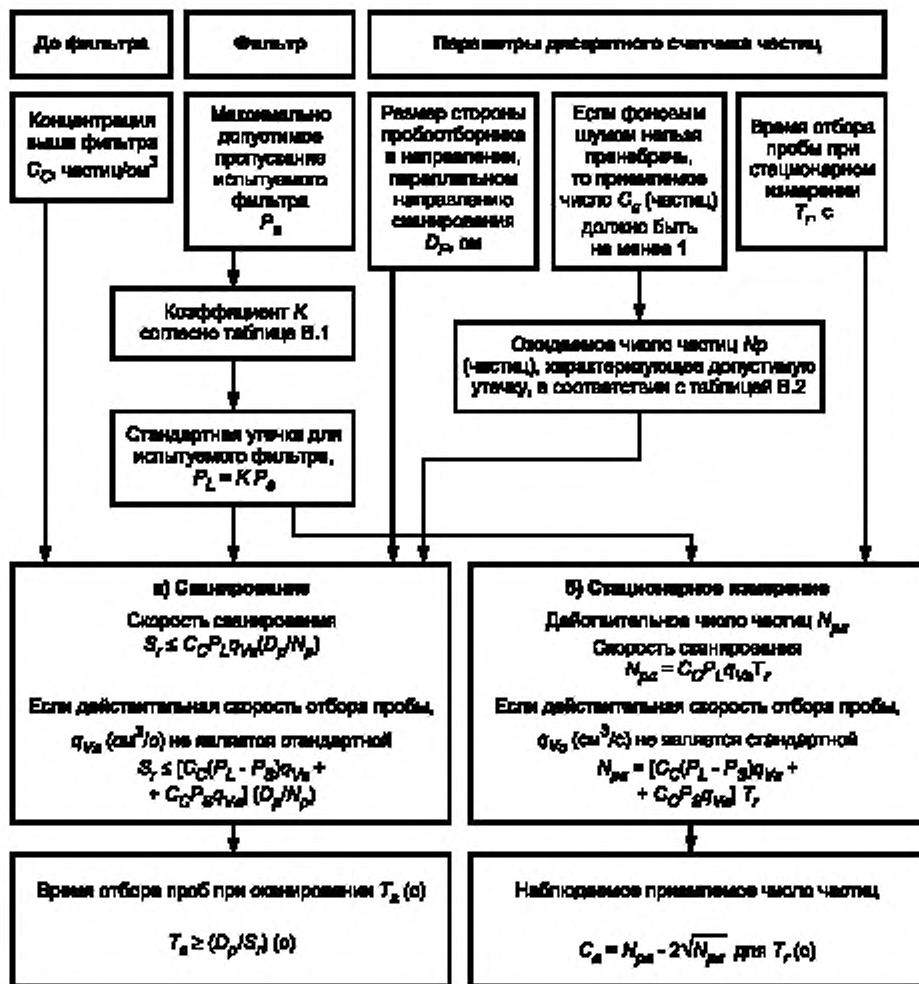 До фильтра
Фильтр
Параметры дискретного счетчика частиц
Концентрация
выше фильтра
C_C, частиц/см³
Максимально
допустимое
пропускание
испытуемого
фильтра
P_s
Размер стороны
пробоотборника
в направлении,
параллельном
направлению
сканирования
D_p, см
Если фоновым
шумом нельзя
пренебречь,
то приемлемое
число C_a (частиц)
должно быть
не менее 1
Время отбора
пробы при
стационарном
измерении
T_r, с
Коэффициент K
согласно таблице В.1
Ожидаемое число частиц Np
(частиц), характеризующее допустимую
утечку, в соответствии с таблицей В.2
Стандартная утечка для
испытуемого фильтра,
P_L = K P_s
а) Сканирование
Скорость сканирования
S_r ≤ C_C P_L q_Vs (D_p/N_p)
Если действительная скорость отбора пробы,
q_Va (см³/с) не является стандартной
S_r ≤ [C_C(P_L - P_S)q_Vs +
+ C_C P_S q_Va] (D_p/N_p)
б) Стационарное измерение
Действительное число частиц N_pa
Скорость сканирования
N_pa = C_C P_L q_Vs T_r
Если действительная скорость отбора пробы,
q_Va (см³/с) не является стандартной
N_pa = [C_C(P_L - P_S)q_Vs +
+ C_C P_S q_Va] T_r
Время отбора проб при сканировании T_s (с)
T_s ≥ (D_p/S_r) (с)
Наблюдаемое приемлемое число частиц
C_a = N_pa - 2√N_pa для T_r (с)